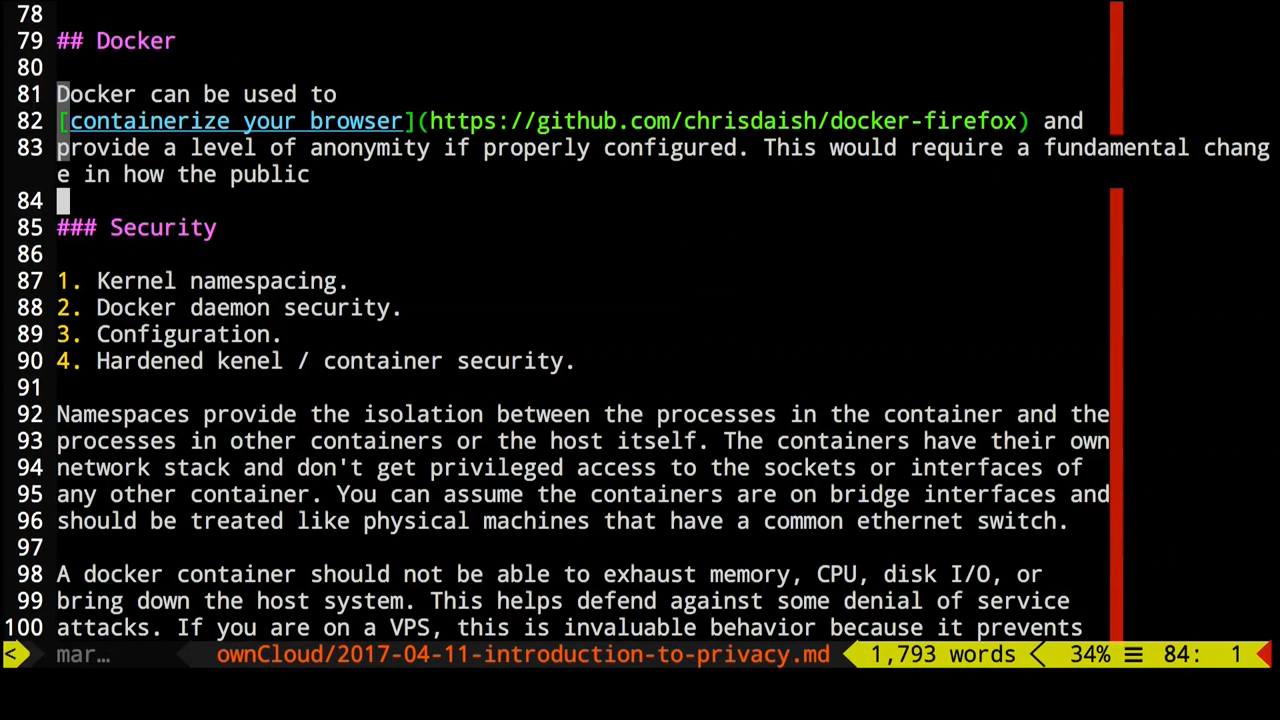 78
79 ## Docker
80
81 Docker can be used to
82 [containerize your browser](https://github.com/chrisdaish/docker-firefox) and
83 provide a level of anonymity if properly configured. This would require a fundamental chang
e in how the public
84
85 ### Security
86
87 1. Kernel namespacing.
88 2. Docker daemon security.
89 3. Configuration.
90 4. Hardened kenel / container security.
91
92 Namespaces provide the isolation between the processes in the container and the
93 processes in other containers or the host itself. The containers have their own
94 network stack and don't get privileged access to the sockets or interfaces of
95 any other container. You can assume the containers are on bridge interfaces and
96 should be treated like physical machines that have a common ethernet switch.
97
98 A docker container should not be able to exhaust memory, CPU, disk I/O, or
99 bring down the host system. This helps defend against some denial of service
100 attacks. If you are on a VPS, this is invaluable behavior because it prevents
< mar… ownCloud/2017-04-11-introduction-to-privacy.md 1,793 words < 34% ☰ 84: 1